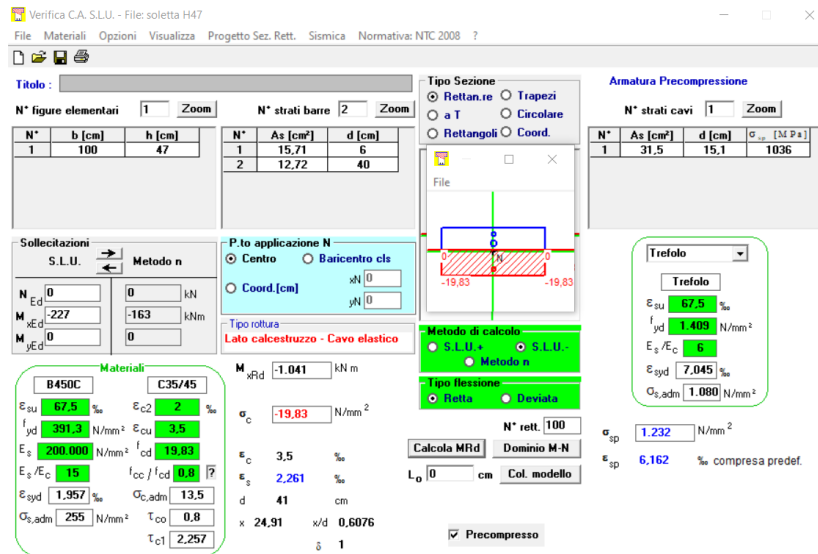 Verifica C.A. S.L.U. - File: soletta H47
File Materiali Opzioni Visualizza Progetto Sez. Rett. Sismica Normativa: NTC 2008 ?
Titolo :
N° figure elementari 1 Zoom
N° strati barre 2 Zoom
N° b [cm] h [cm]
1 100 47
N° As [cm²] d [cm]
1 15,71 6
2 12,72 40
Tipo Sezione
Rettan.re Trapezi
a T Circolare
Rettangoli Coord.
Armatura Precompressione
N° strati cavi 1 Zoom
N° As [cm²] d [cm] σsp [MPa]
1 31,5 15,1 1036
File
0 0
N
-19,83 -19,83
Sollecitazioni
S.L.U. Metodo n
N Ed 0 0 kN
M xEd -227 -163 kNm
M yEd 0 0
P.to applicazione N
Centro Baricentro cls
Coord.[cm] xN 0
yN 0
Tipo rottura
Lato calcestruzzo - Cavo elastico
Metodo di calcolo
S.L.U.+ S.L.U.-
Metodo n
Tipo flessione
Retta Deviata
Trefolo
Trefolo
εsu 67,5 ‰
fyd 1.409 N/mm²
Es/Ec 6
εsyd 7,045 ‰
σs,adm 1.080 N/mm²
Materiali
B450C C35/45
εsu 67,5 ‰ εc2 2 ‰
fyd 391,3 N/mm² εcu 3,5
Es 200.000 N/mm² fcd 19,83
Es/Ec 15 fcc / fcd 0,8 ?
εsyd 1,957 ‰ σc,adm 13,5
σs,adm 255 N/mm² τco 0,8
τc1 2,257
M xRd -1.041 kN m
σc -19,83 N/mm²
εc 3,5 ‰
εs 2,261 ‰
d 41 cm
x 24,91 x/d 0,6076
δ 1
N° rett. 100
Calcola MRd Dominio M-N
Lo 0 cm Col. modello
Precompresso
σsp 1.232 N/mm²
εsp 6,162 ‰ compresa predef.